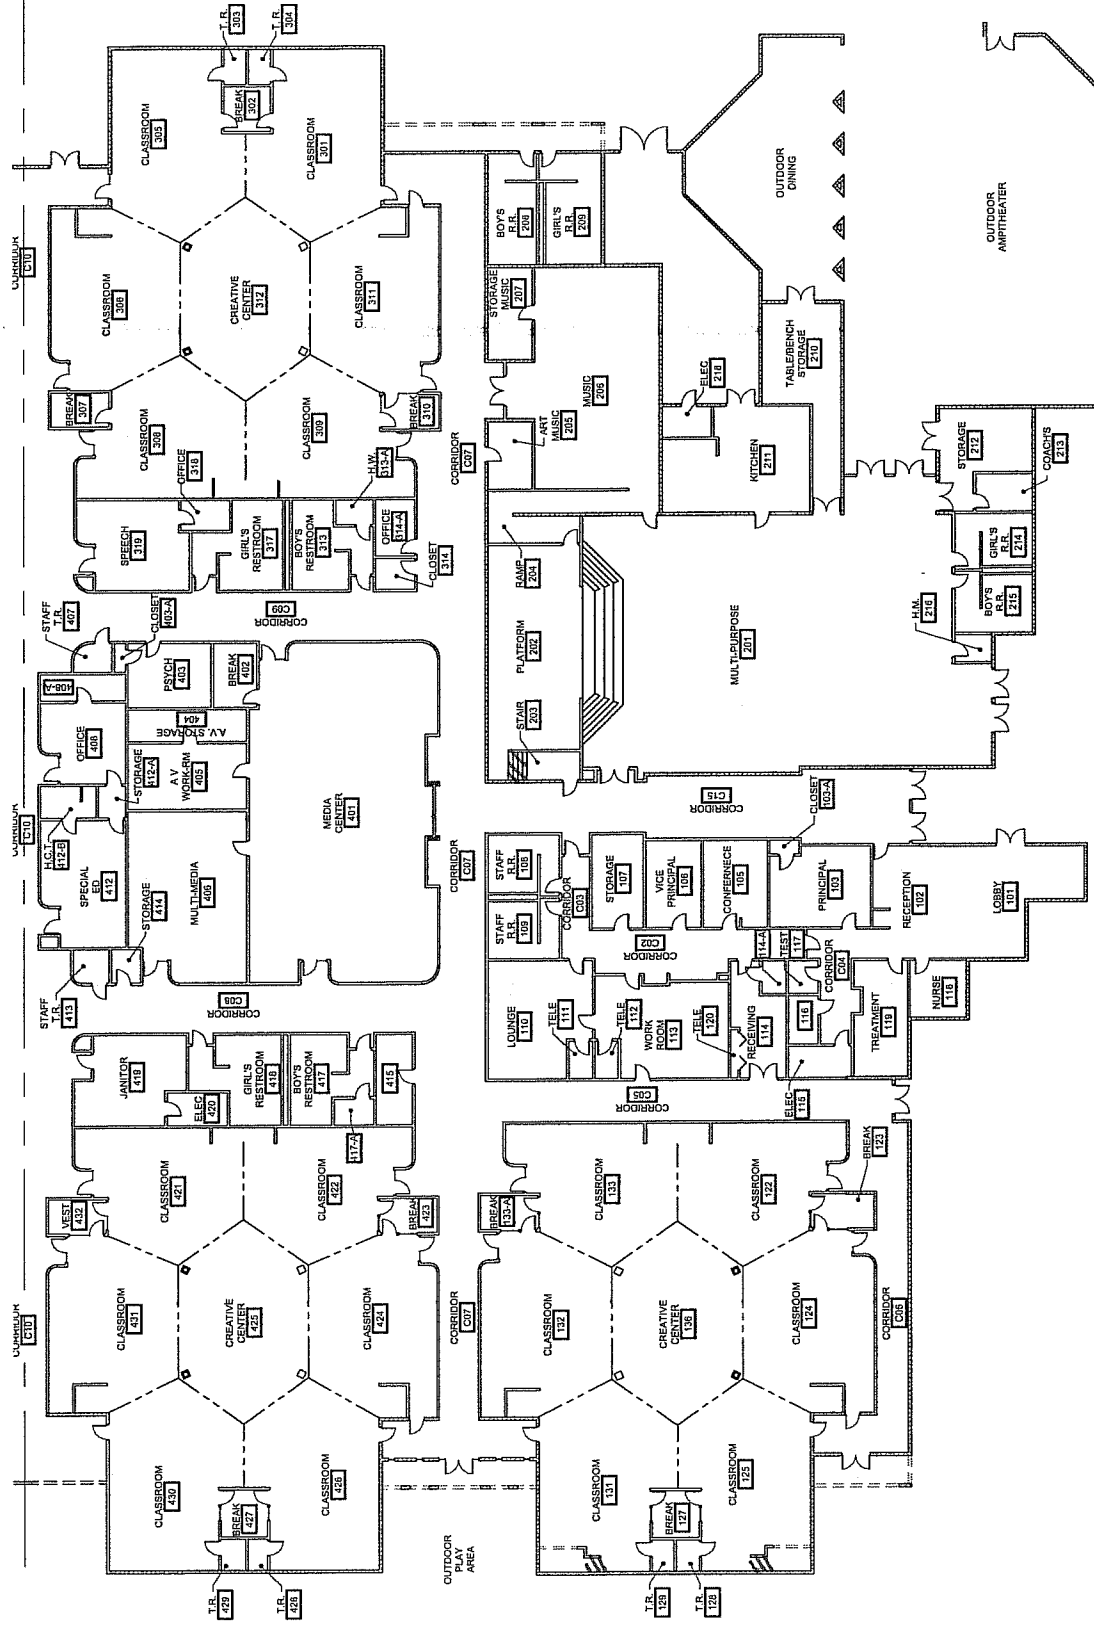 T.R.
303
T.R.
304
CLASSROOM
305
BREAK
302
CLASSROOM
301
CORRIDOR
C10
CLASSROOM
306
CREATIVE
CENTER
312
CLASSROOM
311
BREAK
307
CLASSROOM
308
CLASSROOM
309
BREAK
310
OFFICE
318
H.W.
313-A
SPEECH
319
GIRL'S
RESTROOM
317
BOY'S
RESTROOM
313
OFFICE
314-A
CLOSET
314
CORRIDOR
C09
CORRIDOR
C07
BOY'S
R.R.
208
GIRL'S
R.R.
209
STORAGE
MUSIC
207
MUSIC
206
ART
MUSIC
205
ELEC
218
KITCHEN
211
TABLE/BENCH
STORAGE
210
OUTDOOR
DINING
OUTDOOR
AMPITHEATER
STORAGE
212
COACH'S
213
GIRL'S
R.R.
214
BOY'S
R.R.
215
H.M.
216
RAMP
204
PLATFORM
202
STAIR
203
MULTI-PURPOSE
201
STAFF
T.R.
407
CLOSET
403-A
408-A
PSYCH
403
BREAK
402
OFFICE
408
A.V. STORAGE
404
STORAGE
412-A
A V
WORK-RM
405
CORRIDOR
C10
H.C.T.
412-B
SPECIAL
ED
412
STORAGE
414
MULTI-MEDIA
406
MEDIA
CENTER
401
CORRIDOR
C07
STAFF
T.R.
413
CORRIDOR
C08
CORRIDOR
C15
CLOSET
103-A
STAFF
R.R.
108
STAFF
R.R.
109
CORRIDOR
C03
STORAGE
107
VICE
PRINCIPAL
106
CONFERNECE
105
PRINCIPAL
103
RECEPTION
102
LOBBY
101
CORRIDOR
C02
114-A
TEST
117
CORRIDOR
C04
LOUNGE
110
TELE
111
TELE
112
WORK
ROOM
113
TELE
120
RECEIVING
114
116
ELEC
115
TREATMENT
119
NURSE
118
JANITOR
419
ELEC
420
GIRL'S
RESTROOM
418
BOY'S
RESTROOM
417
417-A
415
CORRIDOR
C05
VEST
432
CLASSROOM
421
CLASSROOM
422
BREAK
423
CORRIDOR
C10
CLASSROOM
431
CREATIVE
CENTER
425
CLASSROOM
424
CORRIDOR
C07
CLASSROOM
430
BREAK
427
CLASSROOM
426
T.R.
429
T.R.
426
OUTDOOR
PLAY
AREA
BREAK
133-A
CLASSROOM
133
CLASSROOM
122
BREAK
123
CLASSROOM
132
CREATIVE
CENTER
136
CLASSROOM
124
CORRIDOR
C06
CLASSROOM
131
BREAK
127
CLASSROOM
125
T.R.
129
T.R.
128